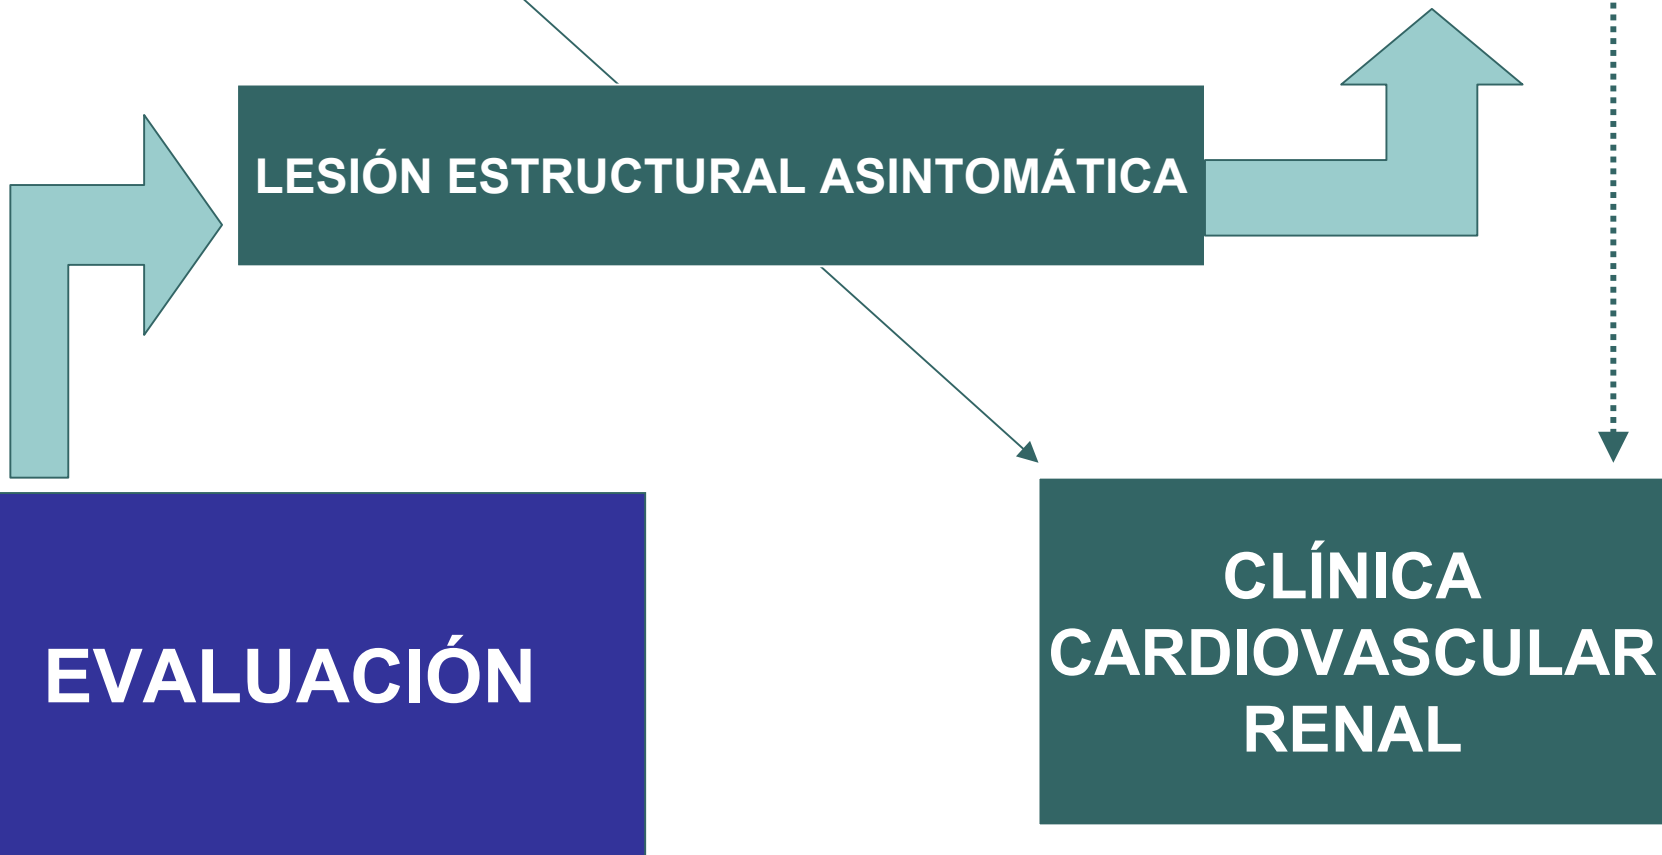 LESIÓN ESTRUCTURAL ASINTOMÁTICA
EVALUACIÓN
CLÍNICA
CARDIOVASCULAR
RENAL